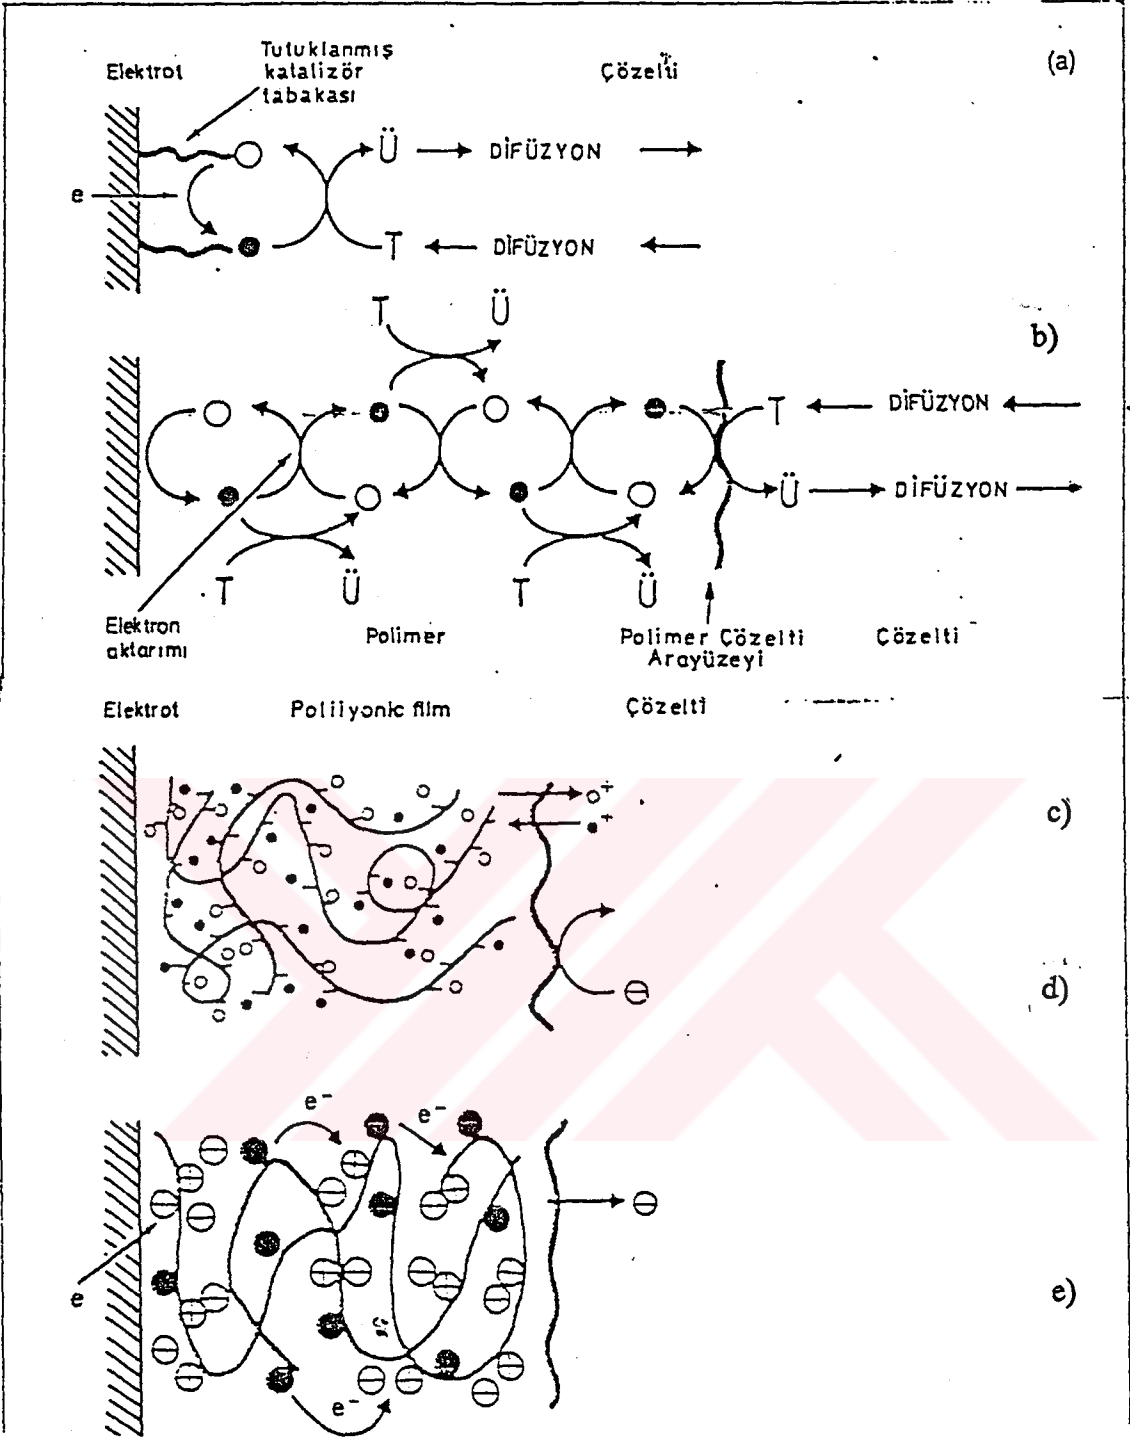 (a)
Elektrot
Tutuklanmış
katalizör
tabakası
Çözelti
Ü
DİFÜZYON
e
T
DİFÜZYON
b)
T
Ü
T
DİFÜZYON
Ü
DİFÜZYON
T
Ü
T
Ü
Elektron
aktarımı
Polimer
Polimer Çözelti
Arayüzeyi
Çözelti
Elektrot
Poliiyonic film
Çözelti
+
c)
+
d)
e-
e-
e
e)
e-